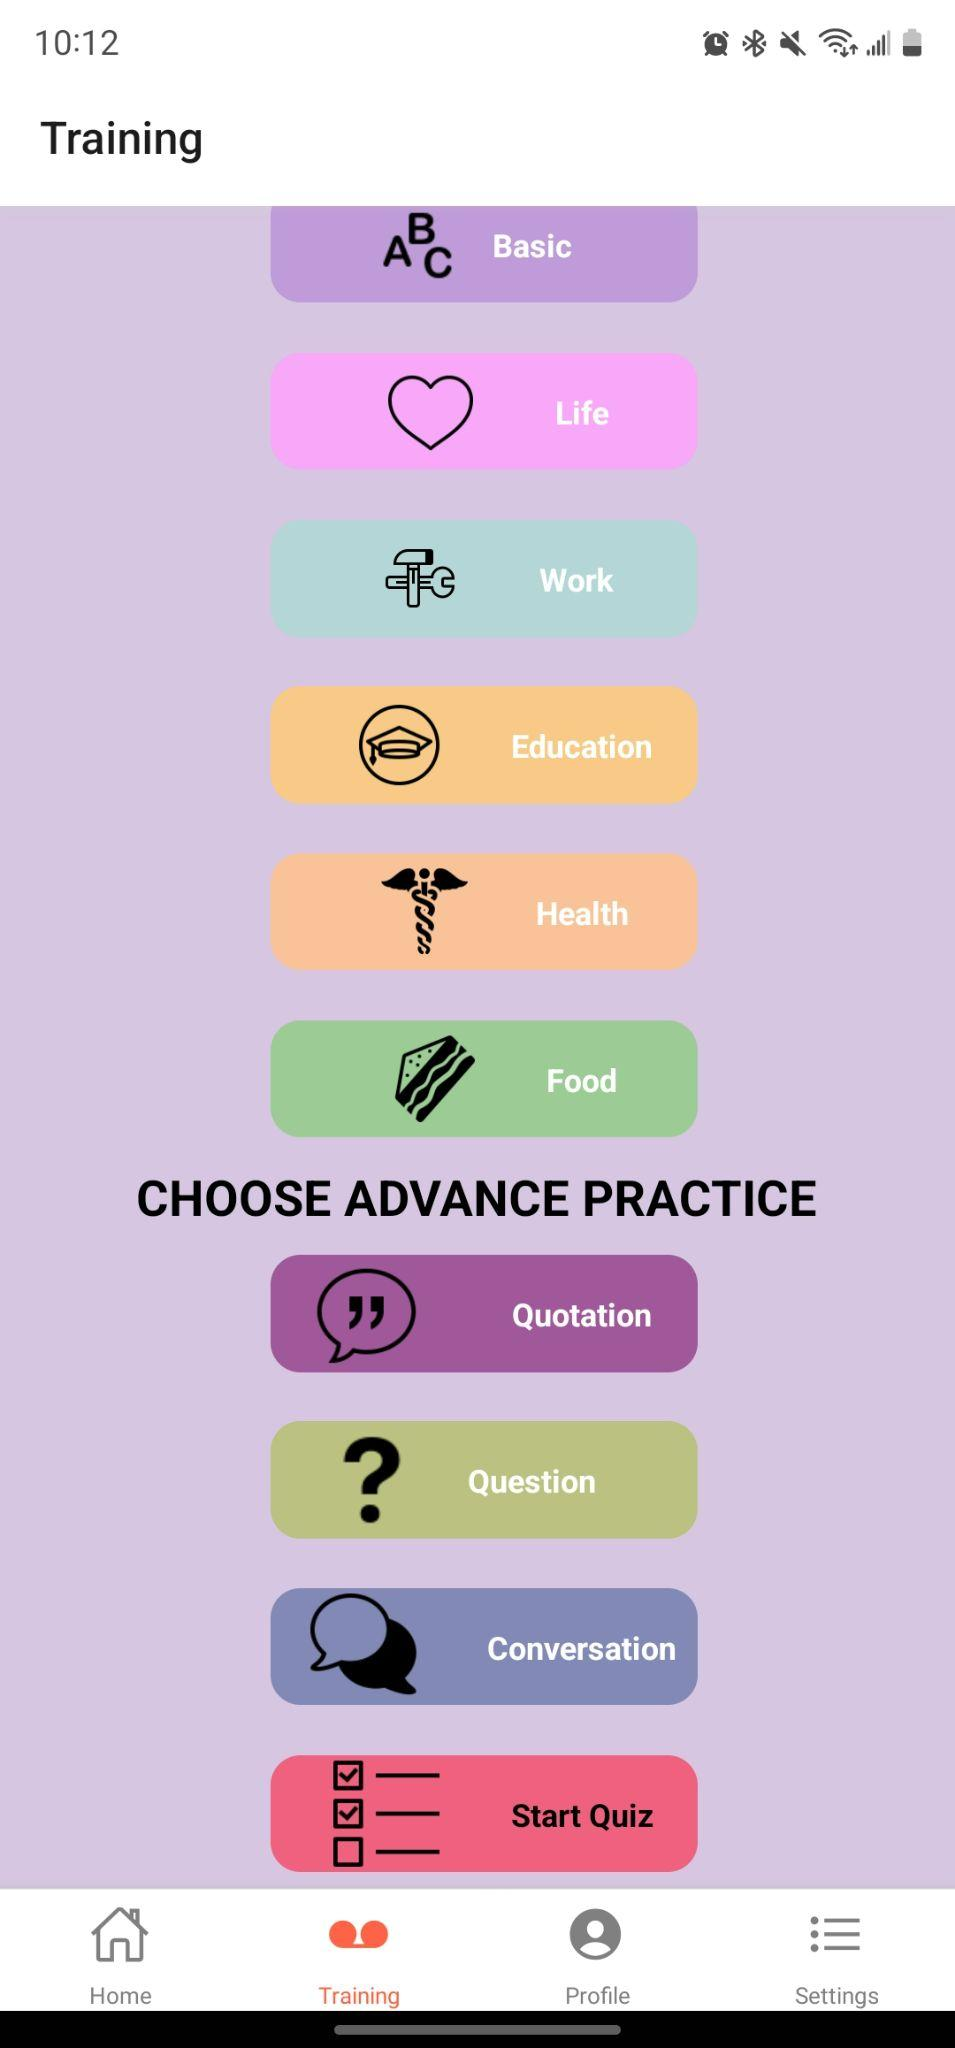 10:12
Training
ABC Basic
Life
Work
Education
Health
Food
CHOOSE ADVANCE PRACTICE
Quotation
? Question
Conversation
Start Quiz
Home Training Profile Settings